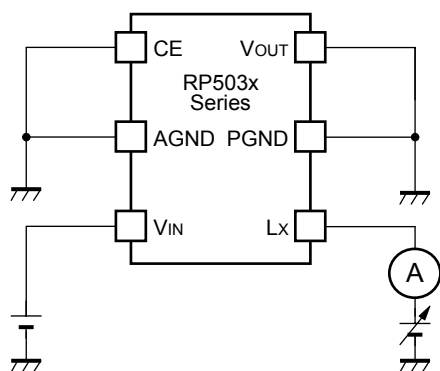 CE
VOUT
RP503x
Series
AGND
PGND
VIN
LX
A